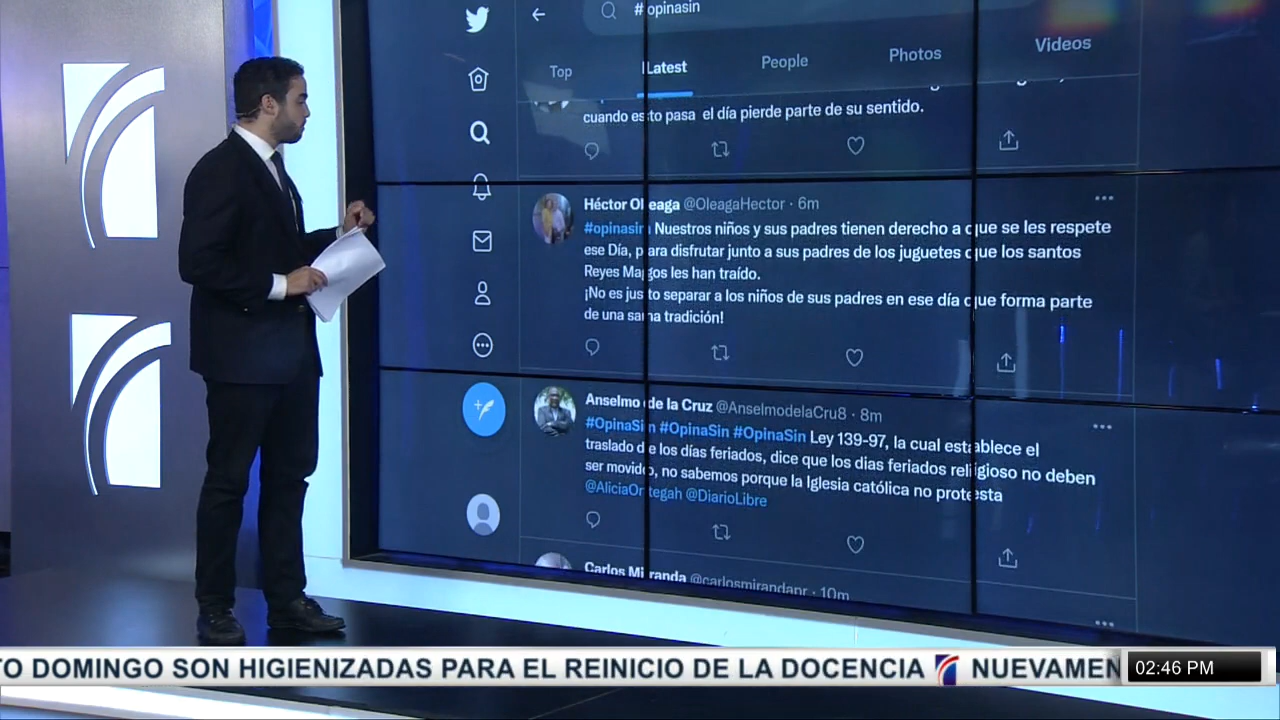 #opinasin
Top Latest People Photos Videos
cuando esto pasa el día pierde parte de su sentido.
Héctor Oleaga @OleagaHector · 6m
#opinasin Nuestros niños y sus padres tienen derecho a que se les respete
ese Día, para disfrutar junto a sus padres de los juguetes que los santos
Reyes Magos les han traído.
¡No es justo separar a los niños de sus padres en ese día que forma parte
de una sana tradición!
Anselmo de la Cruz @AnselmodelaCru8 · 8m
#OpinaSin #OpinaSin #OpinaSin Ley 139-97, la cual establece el
traslado de los días feriados, dice que los dias feriados religioso no deben
ser movido, no sabemos porque la Iglesia católica no protesta
@AliciaOrtegah @DiarioLibre
Carlos Miranda @carlosmirandapr · 10m
TO DOMINGO SON HIGIENIZADAS PARA EL REINICIO DE LA DOCENCIA NUEVAMEN
02:46 PM